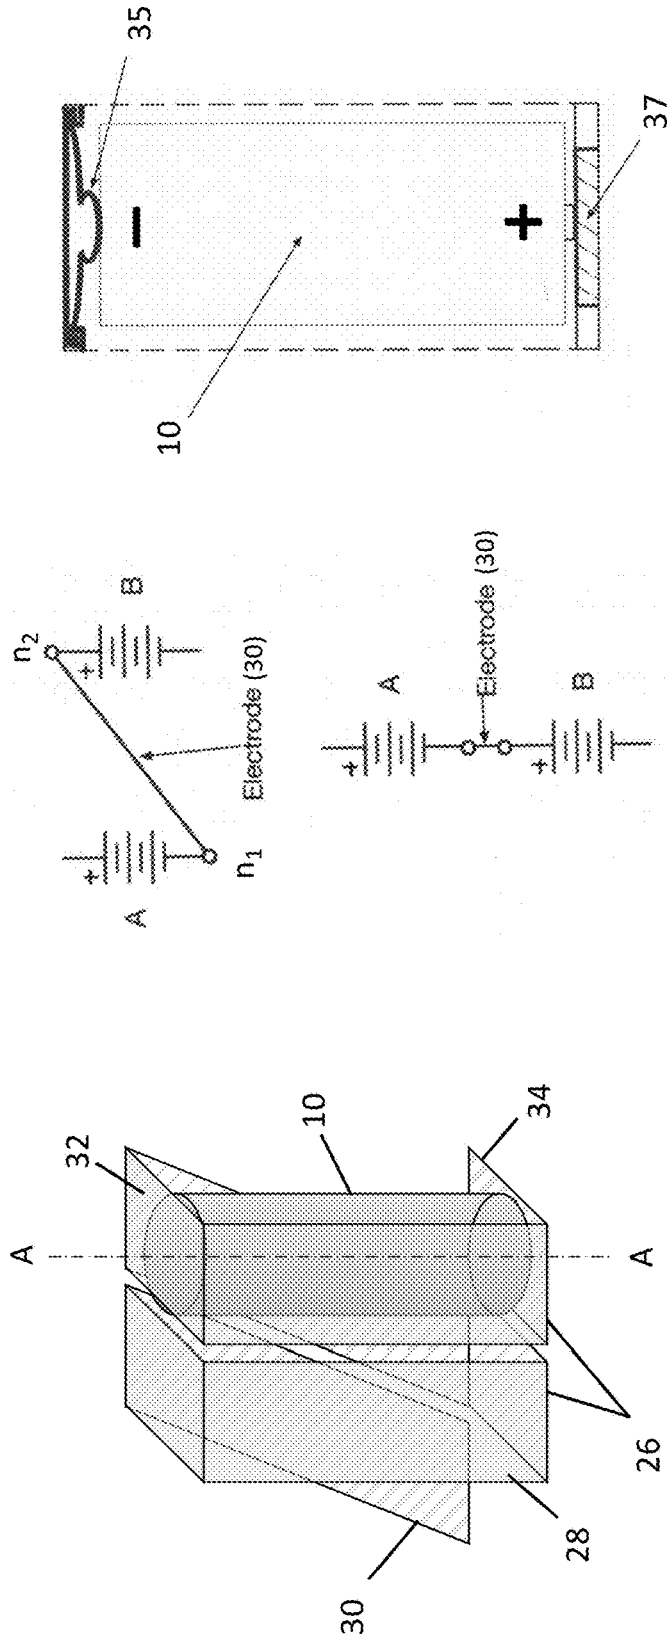 A
32
10
34
A
26
28
30
n2
+
B
A
+
n1
Electrode (30)
A
+
Electrode (30)
+
B
35
−
10
+
37